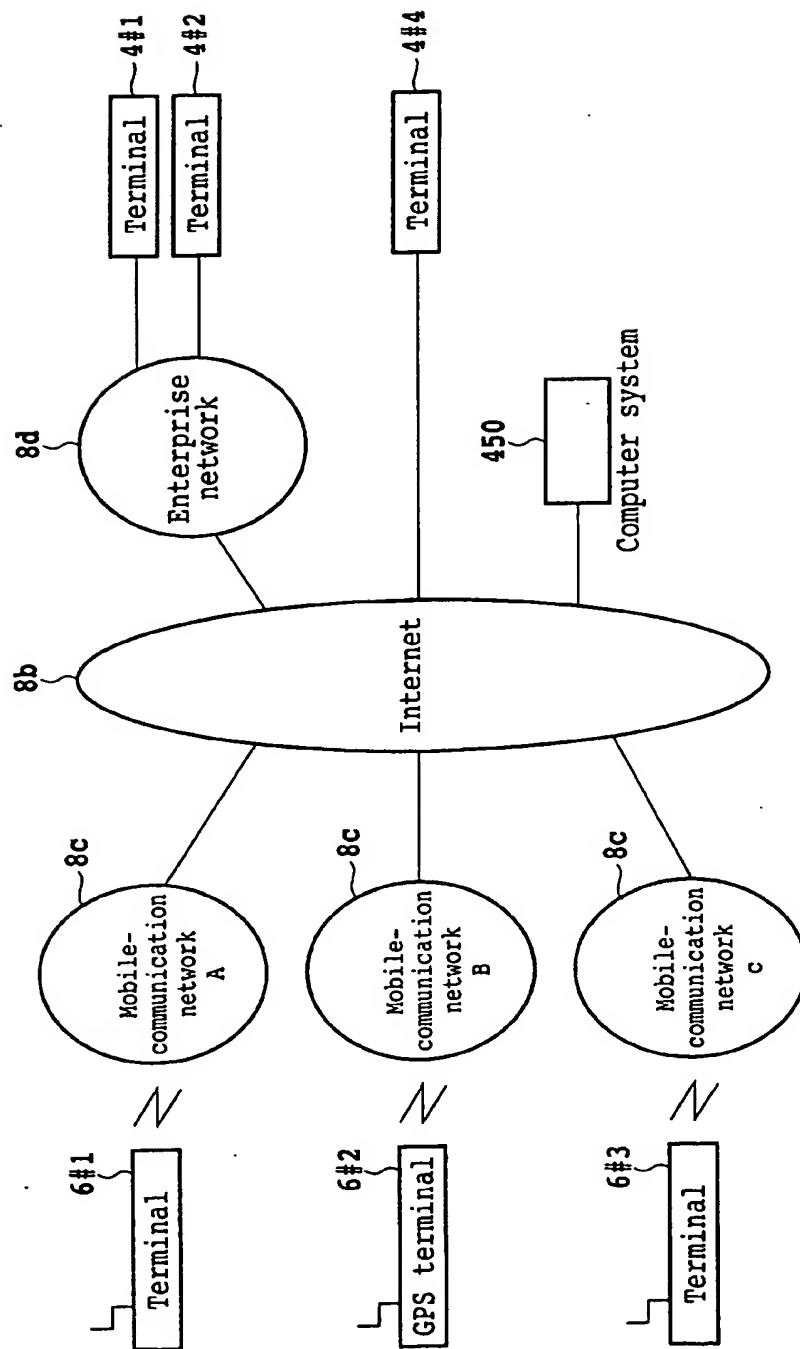 6#1
Terminal
6#2
GPS terminal
6#3
Terminal
8c
Mobile-
communication
network
A
8c
Mobile-
communication
network
B
8c
Mobile-
communication
network
C
8b
Internet
8d
Enterprise
network
450
Computer system
Terminal
4#1
Terminal
4#2
Terminal
4#4